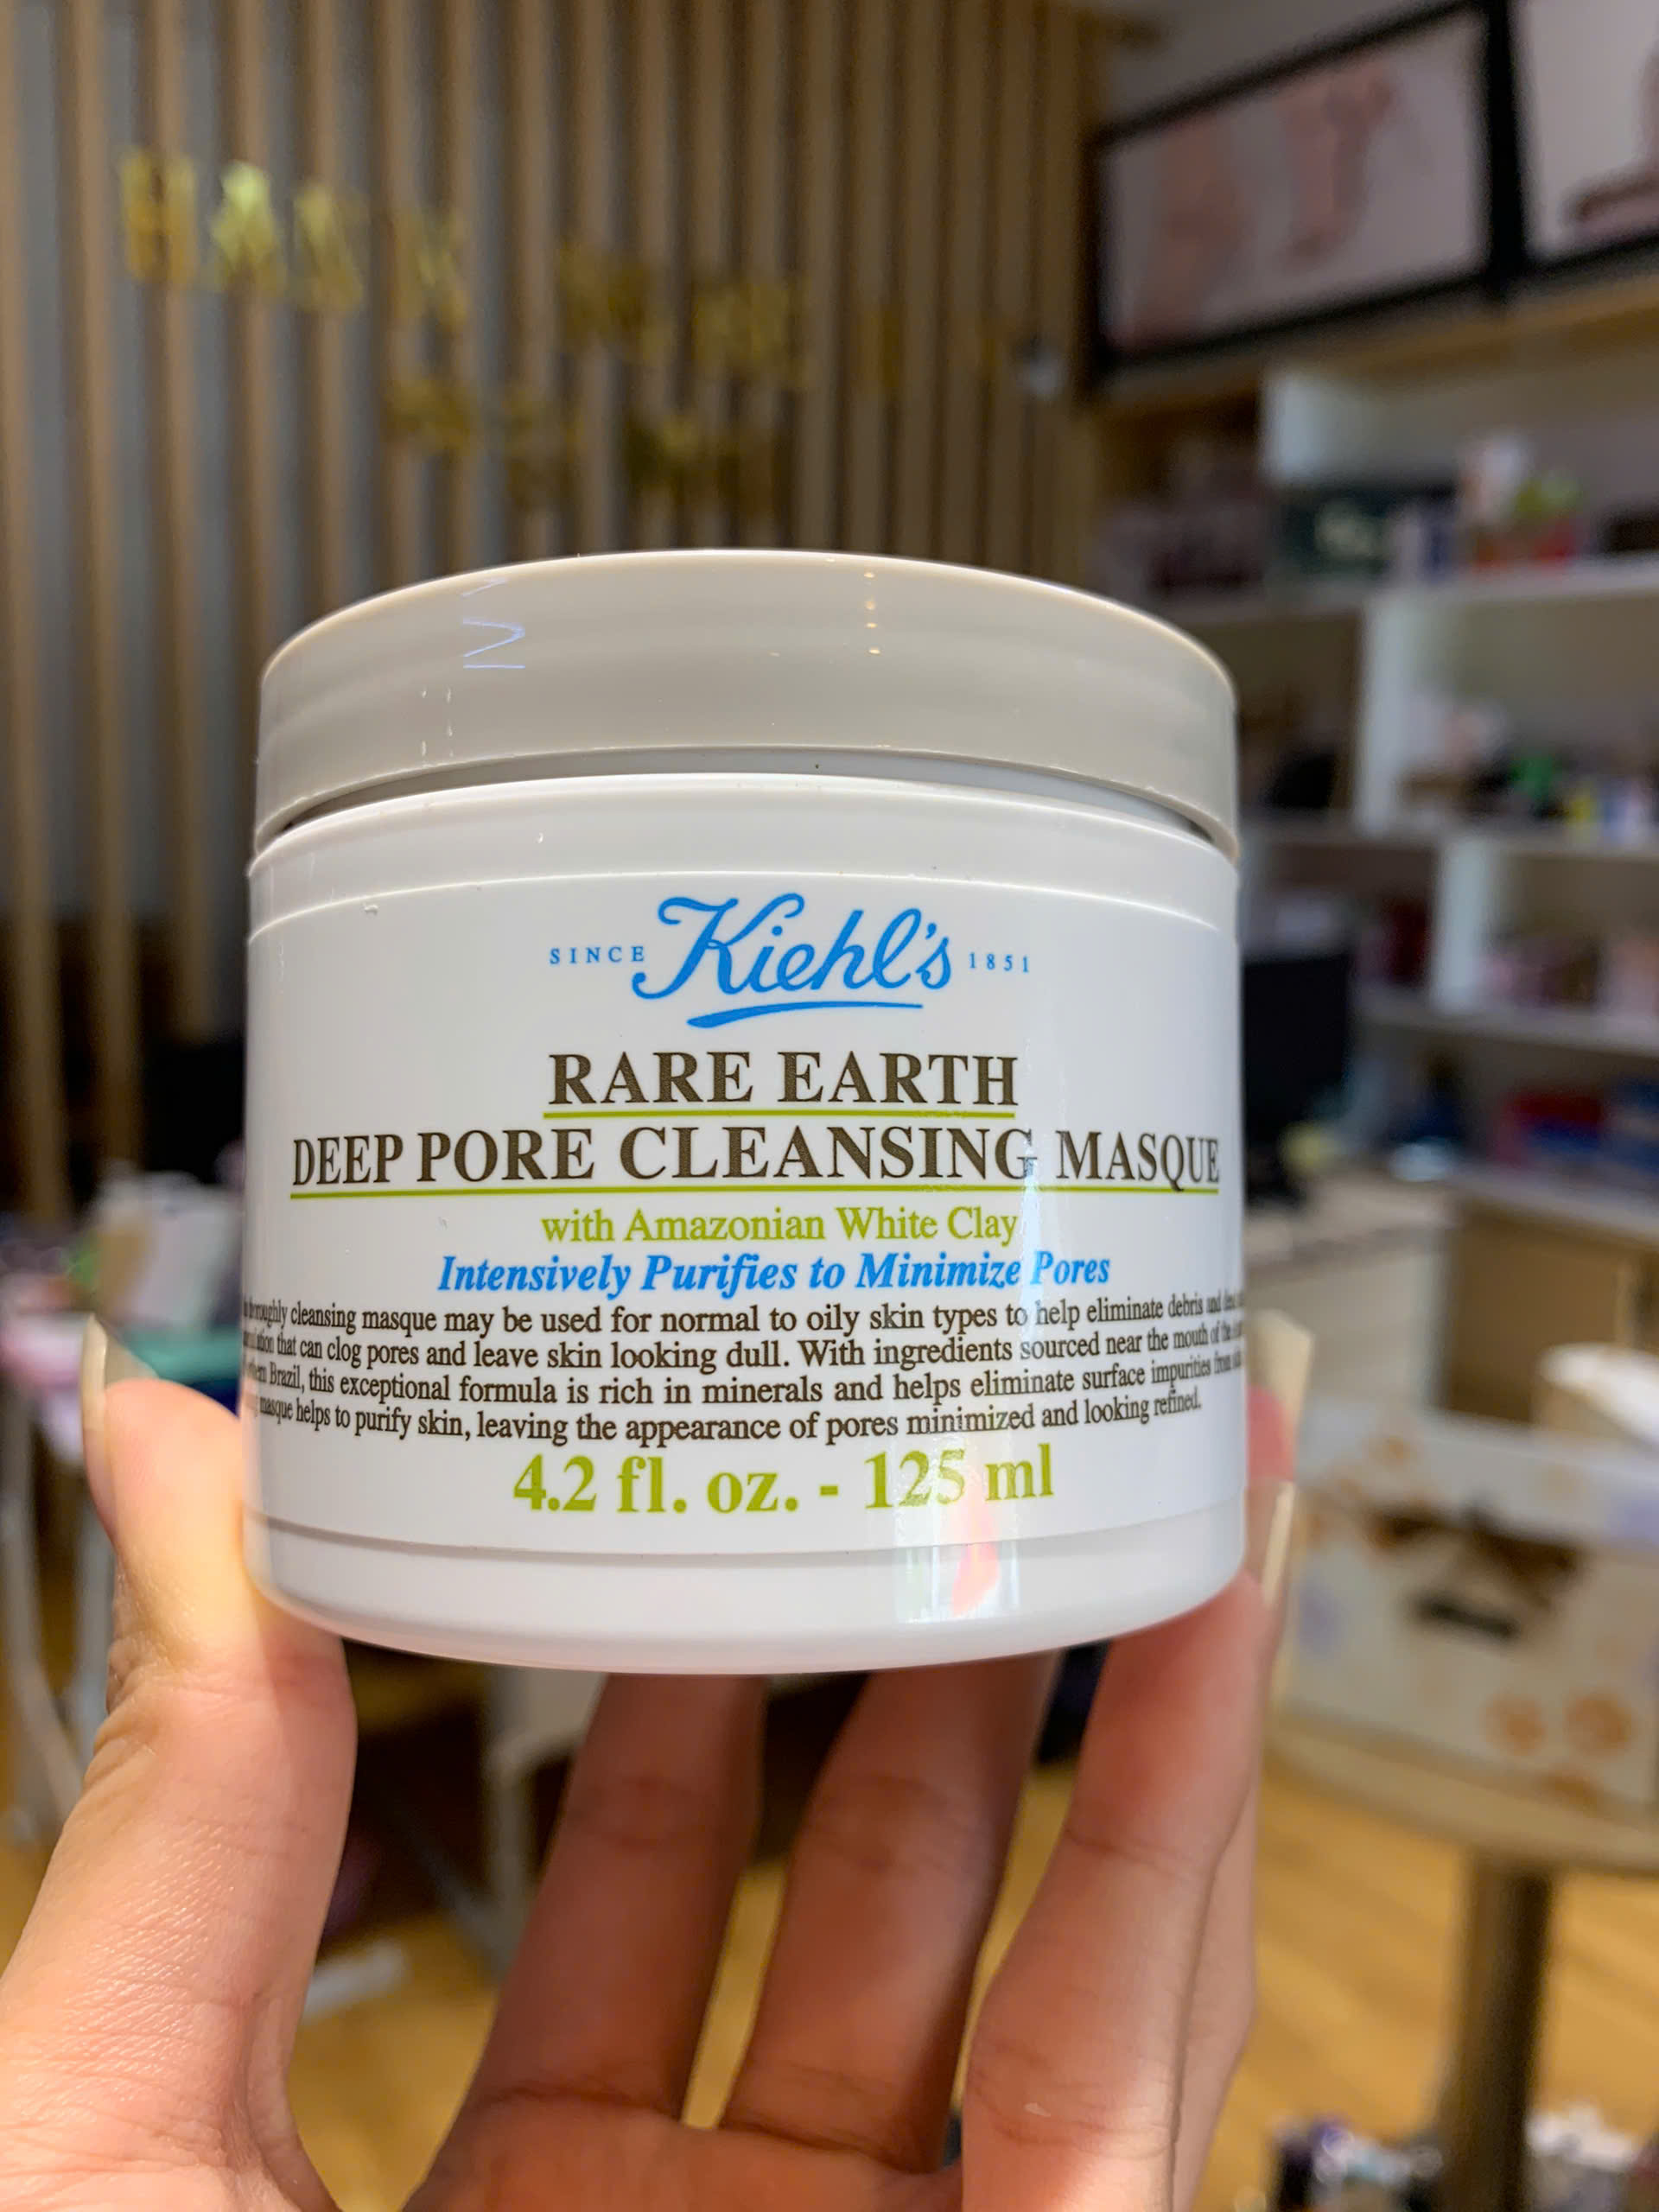 SINCE Kiehl's 1851
RARE EARTH
DEEP PORE CLEANSING MASQUE
with Amazonian White Clay
Intensively Purifies to Minimize Pores
cleansing masque may be used for normal to oily skin types to help eliminate debris and
that can clog pores and leave skin looking dull. With ingredients sourced near the mouth of the
Brazil, this exceptional formula is rich in minerals and helps eliminate surface impurities
masque helps to purify skin, leaving the appearance of pores minimized and looking refined.
4.2 fl. oz. - 125 ml